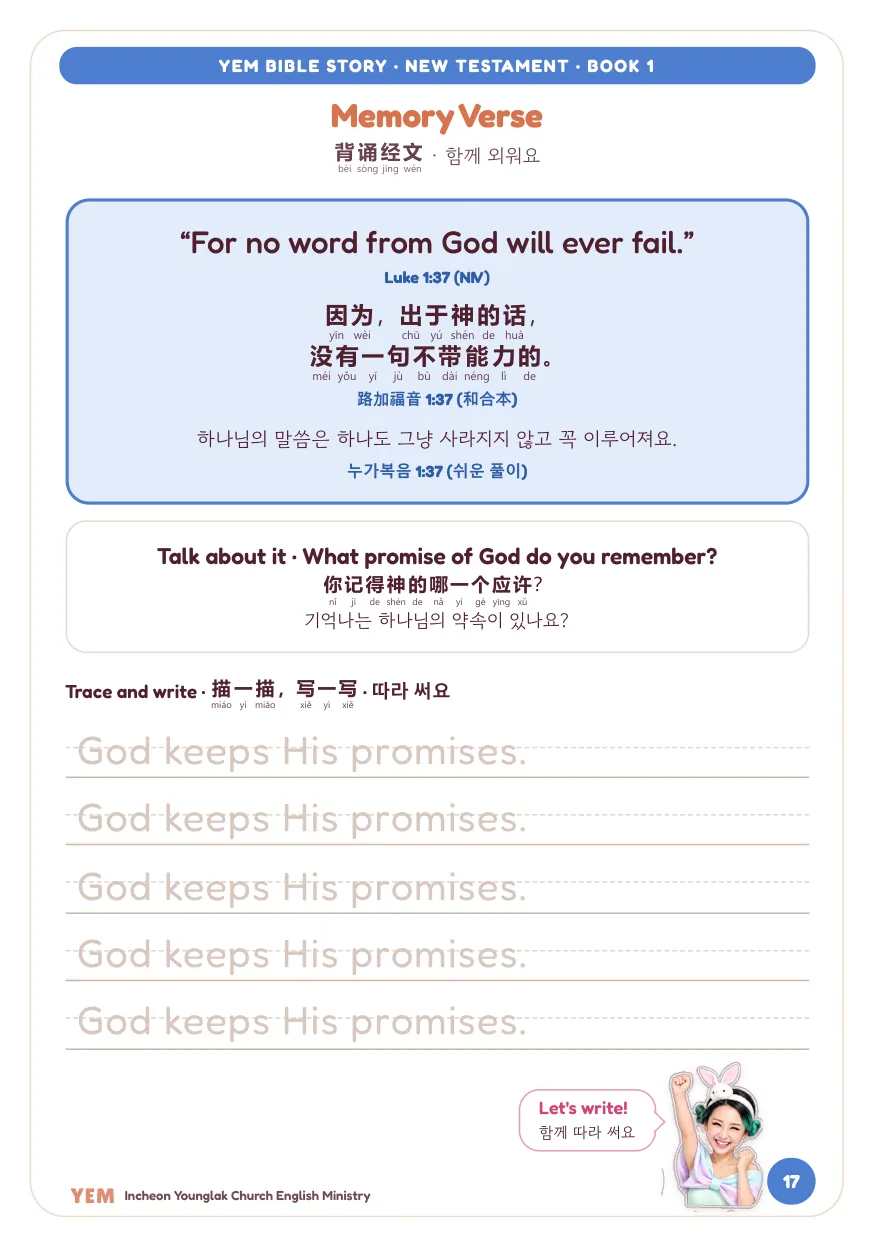 YEM BIBLE STORY · NEW TESTAMENT · BOOK 1
Memory Verse
背诵经文 · 함께 외워요
bèi sòng jīng wén
“For no word from God will ever fail.”
Luke 1:37 (NIV)
因为，出于神的话，
yīn wèi chū yú shén de huà
没有一句不带能力的。
méi yǒu yí jù bù dài néng lì de
路加福音 1:37 (和合本)
하나님의 말씀은 하나도 그냥 사라지지 않고 꼭 이루어져요.
누가복음 1:37 (쉬운 풀이)
Talk about it · What promise of God do you remember?
你记得神的哪一个应许?
nǐ jì de shén de nǎ yí gè yīng xǔ
기억나는 하나님의 약속이 있나요?
Trace and write · 描一描，写一写 · 따라 써요
miáo yì miáo xiě yì xiě
God keeps His promises.
God keeps His promises.
God keeps His promises.
God keeps His promises.
God keeps His promises.
Let's write!
함께 따라 써요
YEM Incheon Younglak Church English Ministry
17